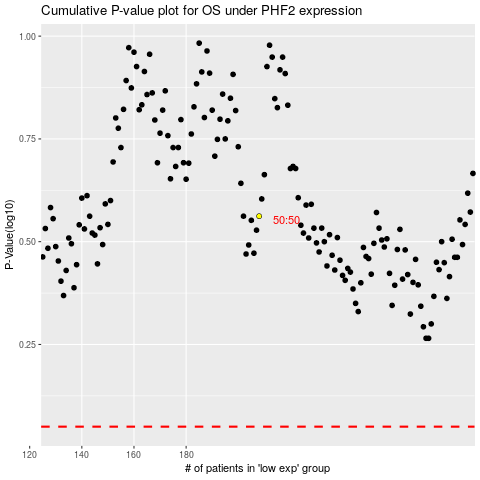 Cumulative P-value plot for OS under PHF2 expression
1.00
0.75
50:50
0.50
0.25
P-Value(log10)
120 140 160 180
# of patients in 'low exp' group